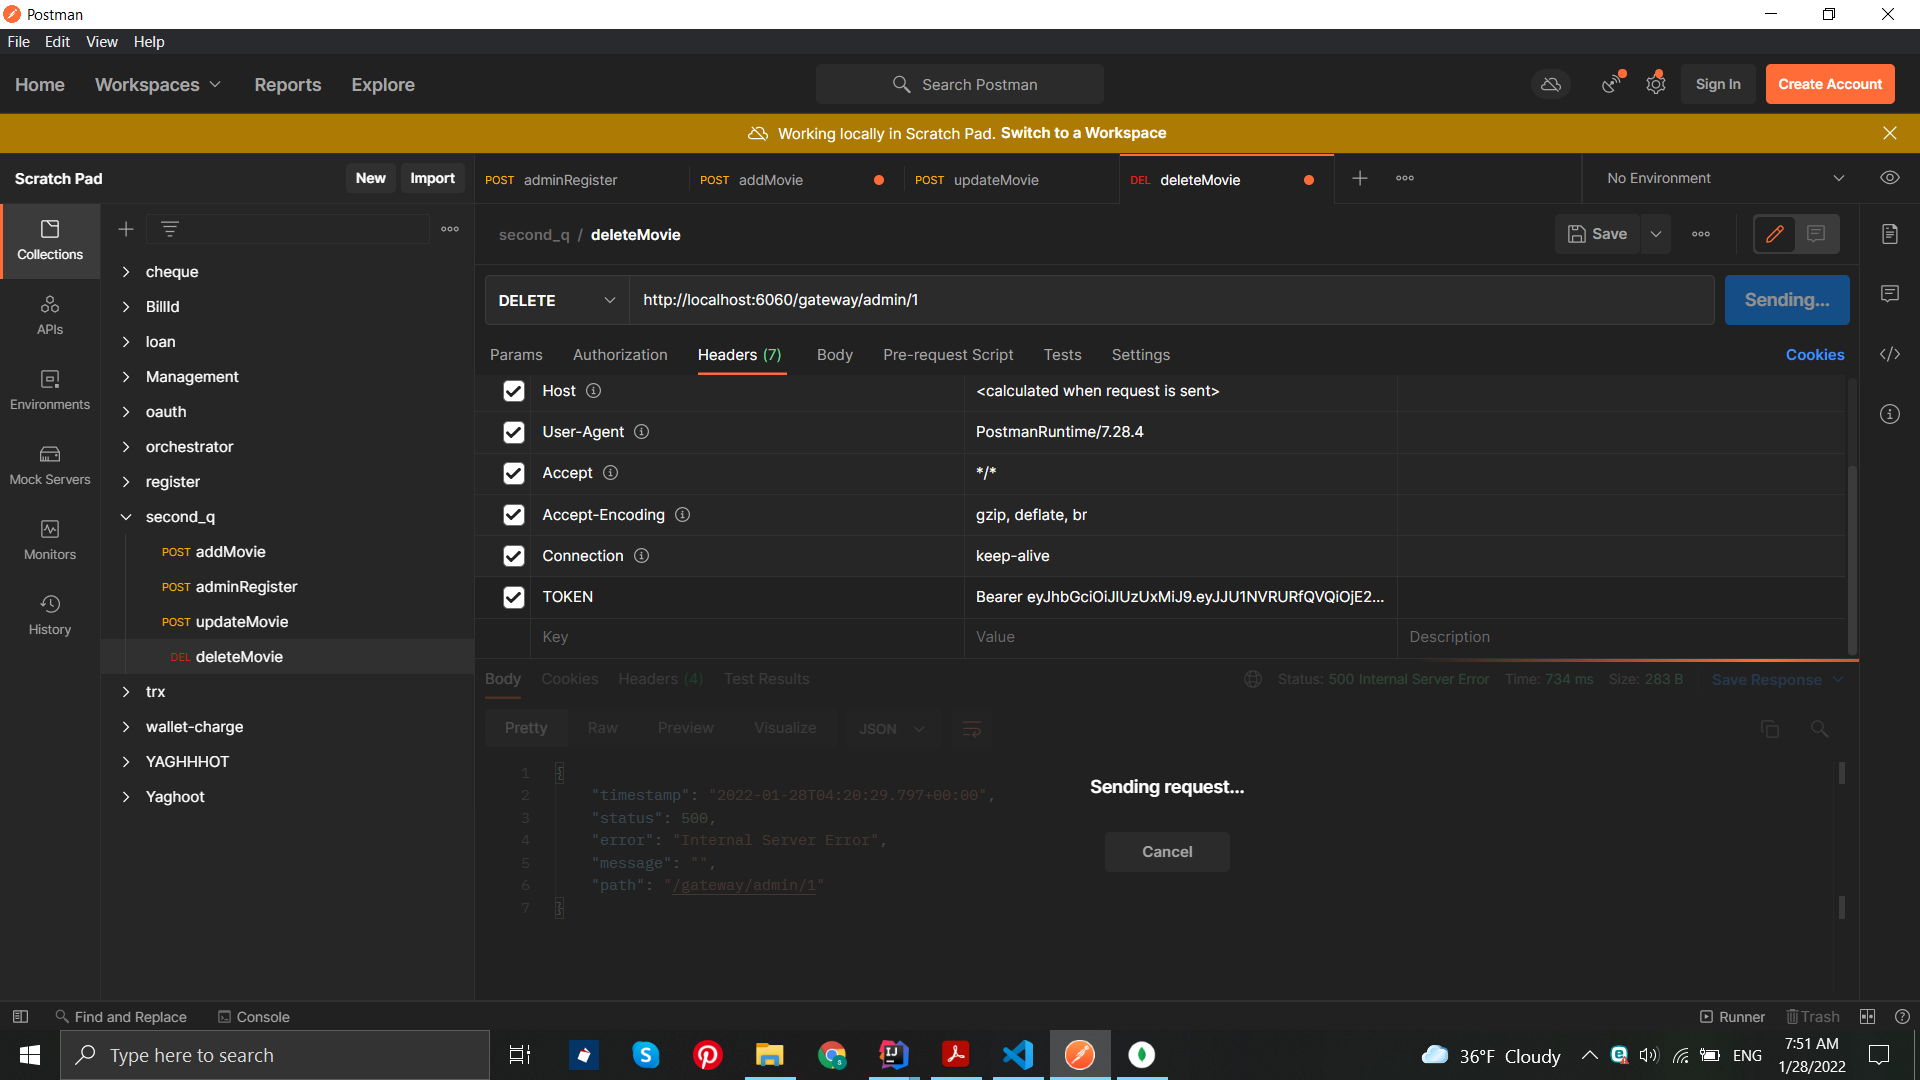 Postman
File Edit View Help
Home Workspaces Reports Explore
Search Postman
Sign In Create Account
Working locally in Scratch Pad. Switch to a Workspace
Scratch Pad New Import
POST adminRegister POST addMovie POST updateMovie DEL deleteMovie
No Environment
second_q / deleteMovie
Save
Collections
APIs
Environments
Mock Servers
Monitors
History
cheque
BillId
loan
Management
oauth
orchestrator
register
second_q
POST addMovie
POST adminRegister
POST updateMovie
DEL deleteMovie
trx
wallet-charge
YAGHHHOT
Yaghoot
DELETE http://localhost:6060/gateway/admin/1 Sending...
Params Authorization Headers (7) Body Pre-request Script Tests Settings Cookies
Host <calculated when request is sent>
User-Agent PostmanRuntime/7.28.4
Accept */*
Accept-Encoding gzip, deflate, br
Connection keep-alive
TOKEN Bearer eyJhbGciOiJIUzUxMiJ9.eyJJU1NVRURfQVQiOjE2...
Key Value Description
Body Cookies Headers (4) Test Results Status: 500 Internal Server Error Time: 734 ms Size: 283 B Save Response
Pretty Raw Preview Visualize JSON
1 {
2 "timestamp": "2022-01-28T04:20:29.797+00:00",
3 "status": 500,
4 "error": "Internal Server Error",
5 "message": "",
6 "path": "/gateway/admin/1"
7 }
Sending request...
Cancel
Find and Replace Console Runner Trash
Type here to search
36°F Cloudy ENG
7:51 AM
1/28/2022